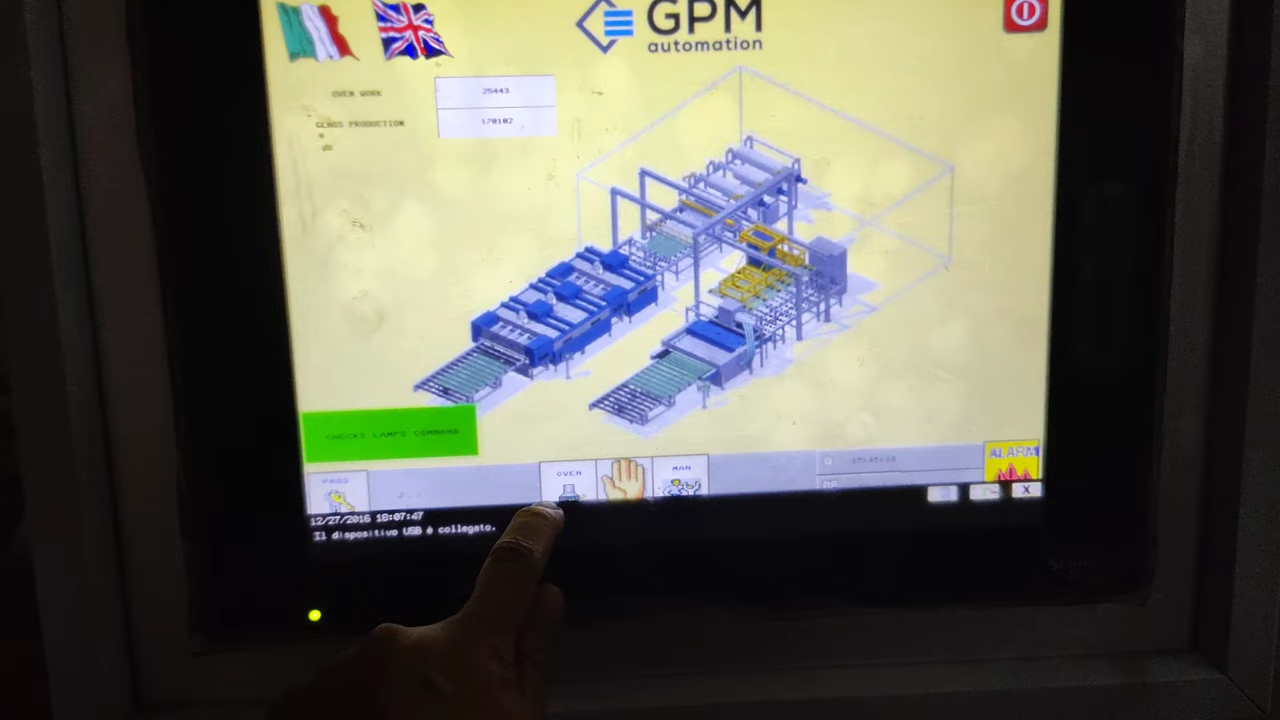 GPM
automation
OVEN WORK
25443
GLASS PRODUCTION
170102
CHECKS LAMPS COMMAND
PASS
OVEN
MAN
ALARM
X
12/27/2016 18:07:47
Il dispositivo USB è collegato.